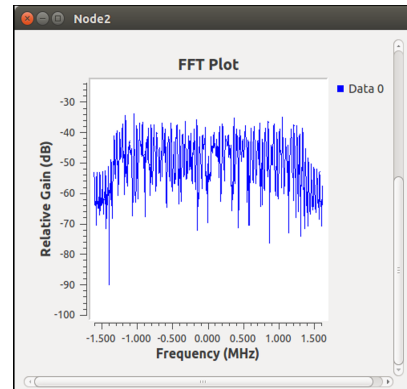 Node2
FFT Plot
Data 0
Relative Gain (dB)
-30
-40
-50
-60
-70
-80
-90
-100
-1.500 -1.000 -0.500 0.000 0.500 1.000 1.500
Frequency (MHz)